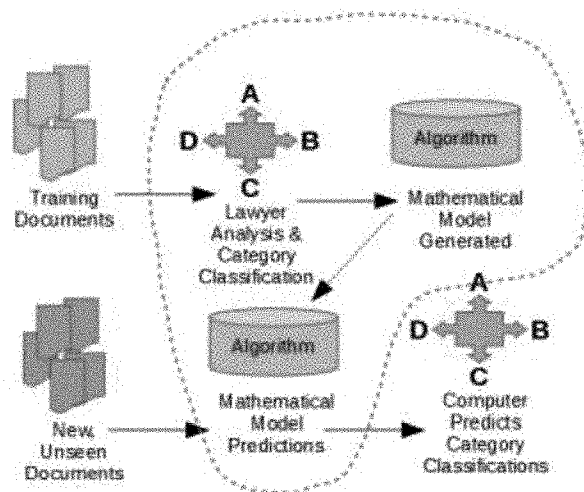 A
D
B
C
Algorithm
Training
Documents
Lawyer
Analysis &
Category
Classification
Mathematical
Model
Generated
A
D
B
C
Algorithm
New,
Unseen
Documents
Mathematical
Model
Predictions
Computer
Predicts
Category
Classifications